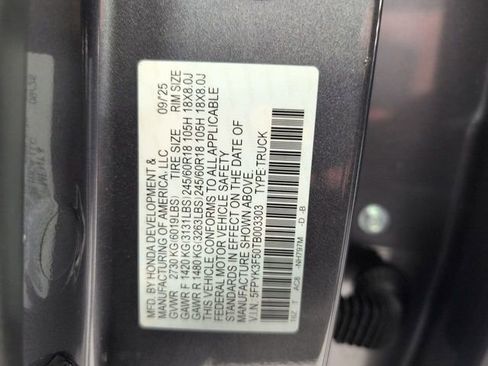 MFD. BY HONDA DEVELOPMENT & 09/25
MANUFACTURING OF AMERICA, LLC
GVWR 2730 KG(6019LBS) TIRE SIZE RIM SIZE
GAWR F 1420 KG(3131LBS)245/60R18 105H 18X8.0J
GAWR R 1480 KG(3263LBS)245/60R18 105H 18X8.0J
THIS VEHICLE CONFORMS TO ALL APPLICABLE
FEDERAL MOTOR VEHICLE SAFETY
STANDARDS IN EFFECT ON THE DATE OF
MANUFACTURE SHOWN ABOVE.
V.I.N. 5FPYK3F50TB003303 TYPE:TRUCK
T6Z T AC8 -NH797M -D -B